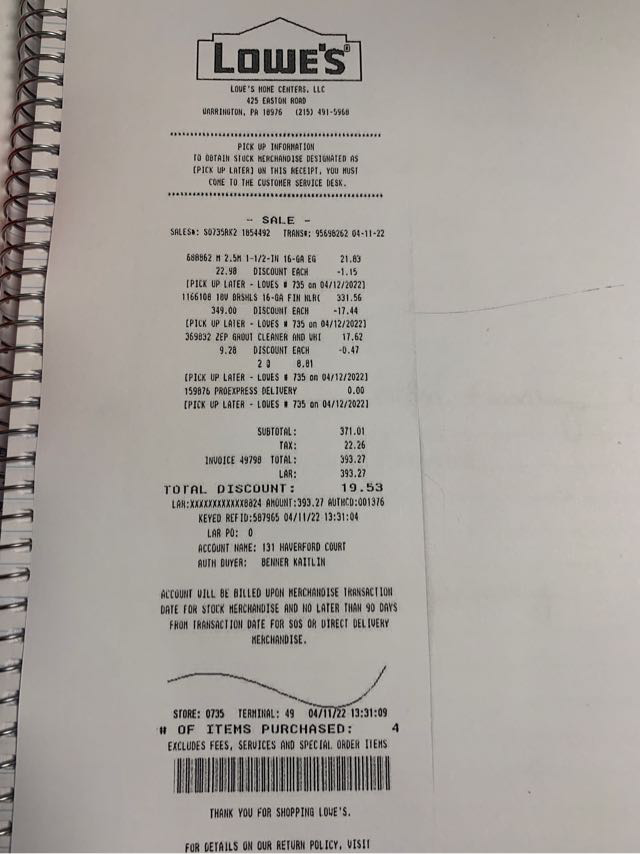 LOWE'S
LOWE'S HOME CENTERS, LLC
425 EASTON ROAD
WARRINGTON, PA 18976 (215) 491-5968
PICK UP INFORMATION
TO OBTAIN STOCK MERCHANDISE DESIGNATED AS
[PICK UP LATER] ON THIS RECEIPT, YOU MUST
COME TO THE CUSTOMER SERVICE DESK.
- SALE -
SALES#: S0735RK2 1854492 TRANS#: 95698262 04-11-22
688862 M 2.5M 1-1/2-IN 16-GA EG 21.83
22.98 DISCOUNT EACH -1.15
[PICK UP LATER - LOWES # 735 on 04/12/2022]
1166108 18V BRSHLS 16-GA FIN NLR( 331.56
349.00 DISCOUNT EACH -17.44
[PICK UP LATER - LOWES # 735 on 04/12/2022]
369832 ZEP GROUT CLEANER AND WHI 17.62
9.28 DISCOUNT EACH -0.47
2 @ 8.81
[PICK UP LATER - LOWES # 735 on 04/12/2022]
159876 PROEXPRESS DELIVERY 0.00
[PICK UP LATER - LOWES # 735 on 04/12/2022]
SUBTOTAL: 371.01
TAX: 22.26
INVOICE 49798 TOTAL: 393.27
LAR: 393.27
TOTAL DISCOUNT: 19.53
LAR:XXXXXXXXXXXX8824 AMOUNT:393.27 AUTHCD:001376
KEYED REFID:587965 04/11/22 13:31:04
LAR PO: 0
ACCOUNT NAME: 131 HAVERFORD COURT
AUTH BUYER: BENNER KAITLIN
ACCOUNT WILL BE BILLED UPON MERCHANDISE TRANSACTION
DATE FOR STOCK MERCHANDISE AND NO LATER THAN 90 DAYS
FROM TRANSACTION DATE FOR SOS OR DIRECT DELIVERY
MERCHANDISE.
STORE: 0735 TERMINAL: 49 04/11/22 13:31:09
# OF ITEMS PURCHASED: 4
EXCLUDES FEES, SERVICES AND SPECIAL ORDER ITEMS
THANK YOU FOR SHOPPING LOWE'S.
FOR DETAILS ON OUR RETURN POLICY, VISIT